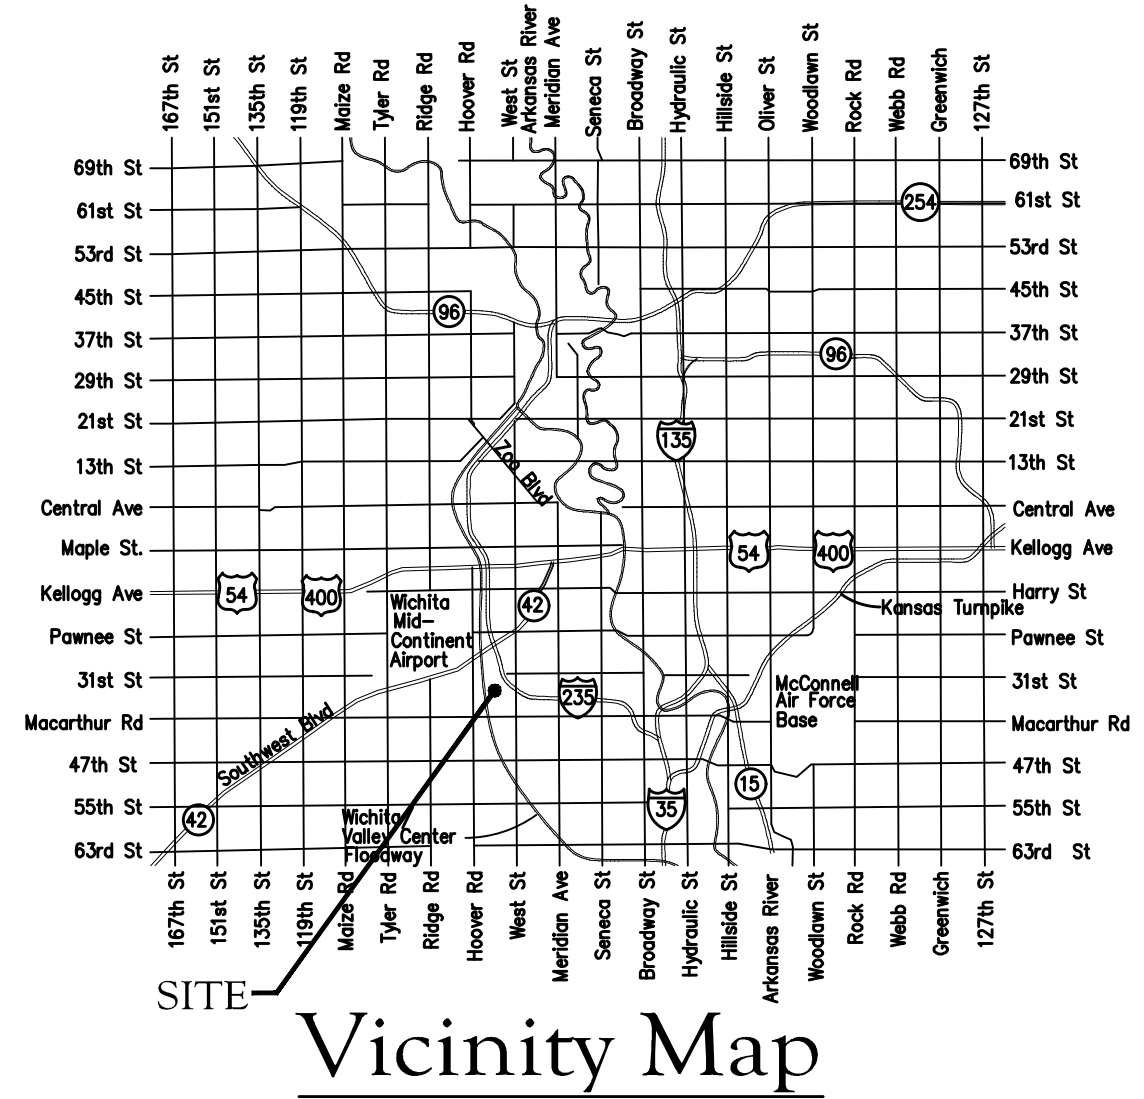 167th St
151st St
135th St
119th St
Maize Rd
Tyler Rd
Ridge Rd
Hoover Rd
West St
Arkansas River
Meridian Ave
Seneca St
Broadway St
Hydraulic St
Hillside St
Oliver St
Woodlawn St
Rock Rd
Webb Rd
Greenwich
127th St
69th St
61st St
53rd St
45th St
37th St
29th St
21st St
13th St
Central Ave
Maple St.
Kellogg Ave
Pawnee St
31st St
Macarthur Rd
47th St
55th St
63rd St
69th St
61st St
53rd St
45th St
37th St
29th St
21st St
13th St
Central Ave
Kellogg Ave
Harry St
Pawnee St
31st St
Macarthur Rd
47th St
55th St
63rd St
254
96
96
135
Zoo Blvd
54
400
54
400
42
Kansas Turnpike
Wichita
Mid-
Continent
Airport
235
McConnell
Air Force
Base
Southwest Blvd
15
35
42
Wichita
Valley Center
Floodway
167th St
151st St
135th St
119th St
Maize Rd
Tyler Rd
Ridge Rd
Hoover Rd
West St
Meridian Ave
Seneca St
Broadway St
Hydraulic St
Hillside St
Arkansas River
Woodlawn St
Rock Rd
Webb Rd
Greenwich
127th St
SITE
Vicinity Map